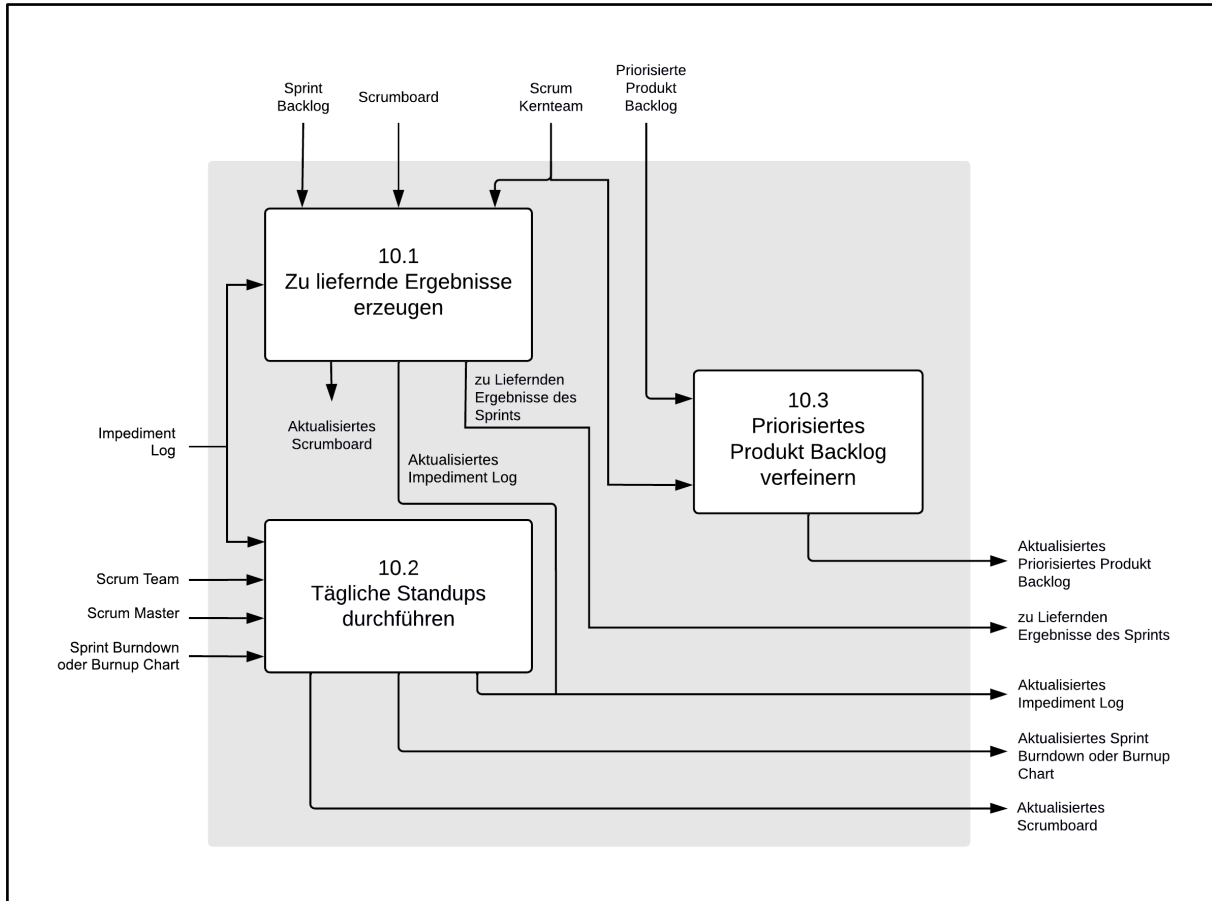 Sprint
Backlog
Scrumboard
Scrum
Kernteam
Priorisierte
Produkt
Backlog
10.1
Zu liefernde Ergebnisse
erzeugen
zu Liefernden
Ergebnisse des
Sprints
10.3
Priorisiertes
Produkt Backlog
verfeinern
Aktualisiertes
Scrumboard
Impediment
Log
Aktualisiertes
Impediment Log
10.2
Tägliche Standups
durchführen
Scrum Team
Scrum Master
Sprint Burndown
oder Burnup Chart
Aktualisiertes
Priorisiertes Produkt
Backlog
zu Liefernden
Ergebnisse des Sprints
Aktualisiertes
Impediment Log
Aktualisiertes Sprint
Burndown oder Burnup
Chart
Aktualisiertes
Scrumboard